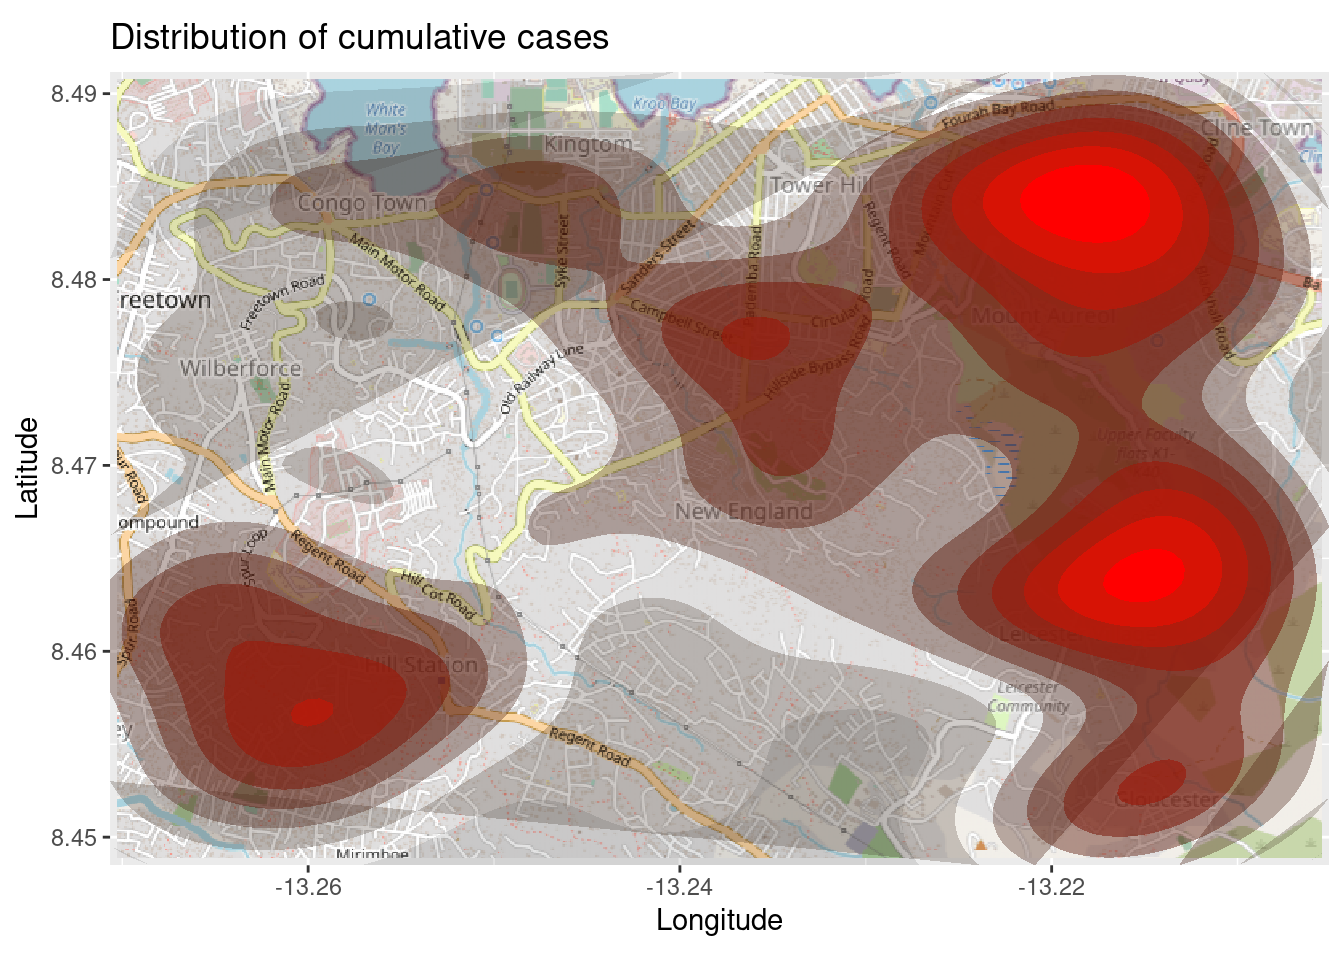 Distribution of cumulative cases
8.49
8.48
8.47
8.46
8.45
Latitude
-13.26
-13.24
-13.22
Longitude
White
Man's
Bay
Kroo Bay
Kingtom
Fourah Bay Road
Cline Town
Tower Hill
Congo Town
Main Motor Road
Syke Street
Sanders Street
Regent Road
reetown
Freetown Road
Campbell Street
Circular Road
Mount Aureol
Ba
Wilberforce
Old Railway Line
Hillside Bypass Road
Main Motor Road
Upper Faculty
flats K1-
ur Road
New England
ompound
Regent Road
Hill Cot Road
Spur Road
Spur Loop
Hill Station
Leicester
Leicester
Community
Regent Road
Gloucester
Mirimboe